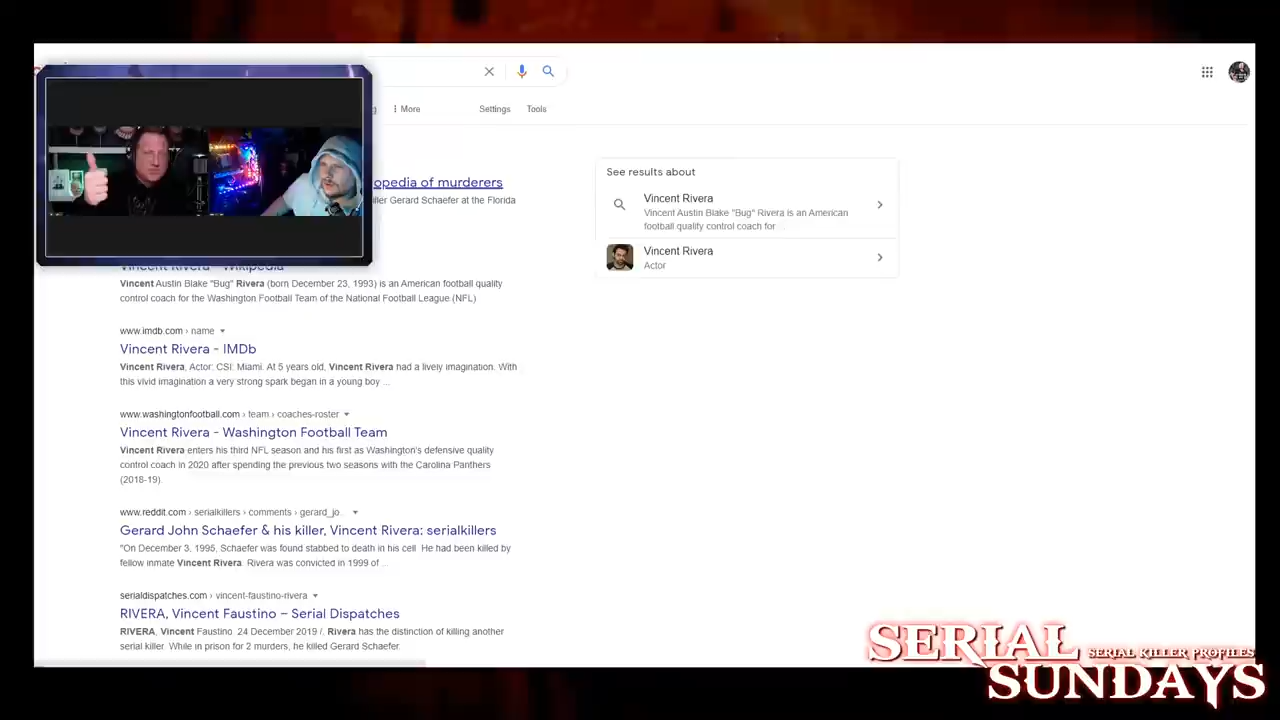 More
Settings
Tools
opedia of murderers
ller Gerard Schaefer at the Florida
Vincent Rivera - Wikipedia
Vincent Austin Blake "Bug" Rivera (born December 23, 1993) is an American football quality
control coach for the Washington Football Team of the National Football League (NFL)
www.imdb.com › name
Vincent Rivera - IMDb
Vincent Rivera, Actor: CSI: Miami. At 5 years old, Vincent Rivera had a lively imagination. With
this vivid imagination a very strong spark began in a young boy ...
www.washingtonfootball.com › team › coaches-roster
Vincent Rivera - Washington Football Team
Vincent Rivera enters his third NFL season and his first as Washington's defensive quality
control coach in 2020 after spending the previous two seasons with the Carolina Panthers
(2018-19).
www.reddit.com › serialkillers › comments › gerard_jo...
Gerard John Schaefer & his killer, Vincent Rivera: serialkillers
"On December 3, 1995, Schaefer was found stabbed to death in his cell. He had been killed by
fellow inmate Vincent Rivera. Rivera was convicted in 1999 of ...
serialdispatches.com › vincent-faustino-rivera
RIVERA, Vincent Faustino – Serial Dispatches
RIVERA, Vincent Faustino. 24 December 2019 /, Rivera has the distinction of killing another
serial killer. While in prison for 2 murders, he killed Gerard Schaefer.
See results about
Vincent Rivera
Vincent Austin Blake "Bug" Rivera is an American
football quality control coach for ...
Vincent Rivera
Actor
SERIAL
SERIAL KILLER PROFILES
SUNDAYS